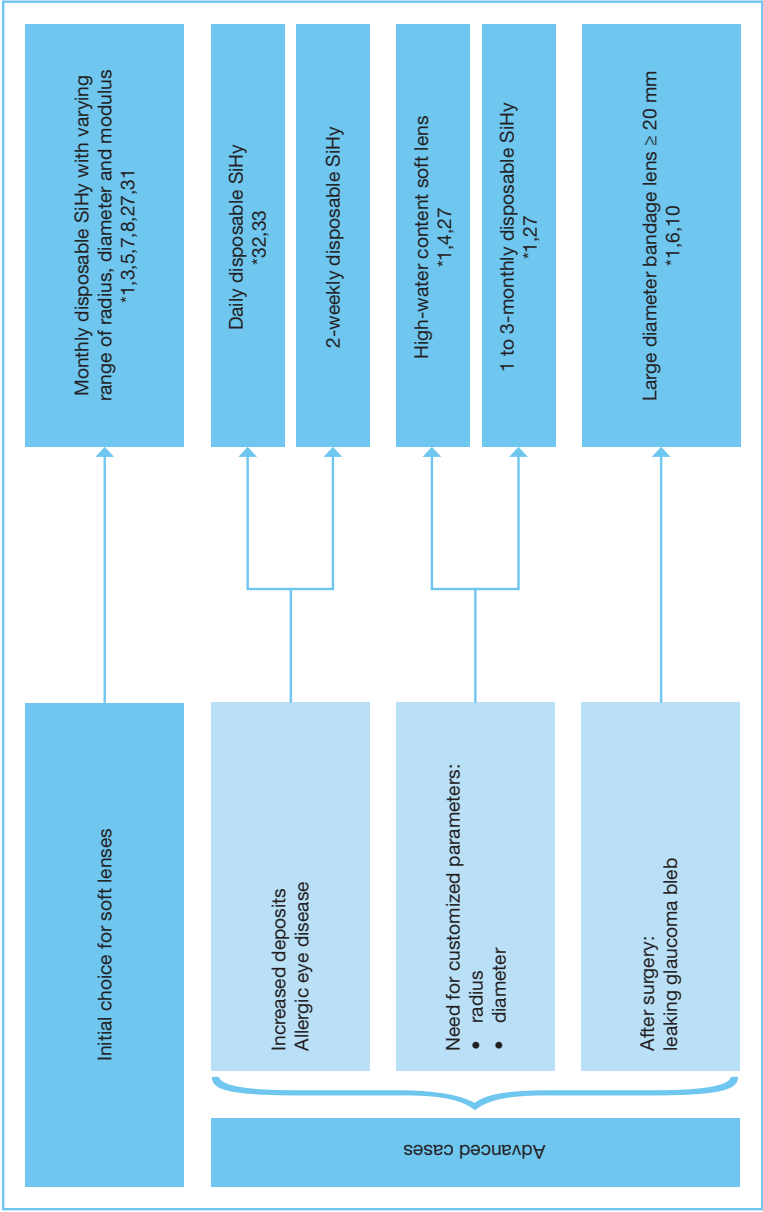 Initial choice for soft lenses
Monthly disposable SiHy with varying
range of radius, diameter and modulus
*1,3,5,7,8,27,31
Advanced cases
Increased deposits
Allergic eye disease
Daily disposable SiHy
*32,33
2-weekly disposable SiHy
Need for customized parameters:
• radius
• diameter
High-water content soft lens
*1,4,27
1 to 3-monthly disposable SiHy
*1,27
After surgery:
leaking glaucoma bleb
Large diameter bandage lens ≥ 20 mm
*1,6,10